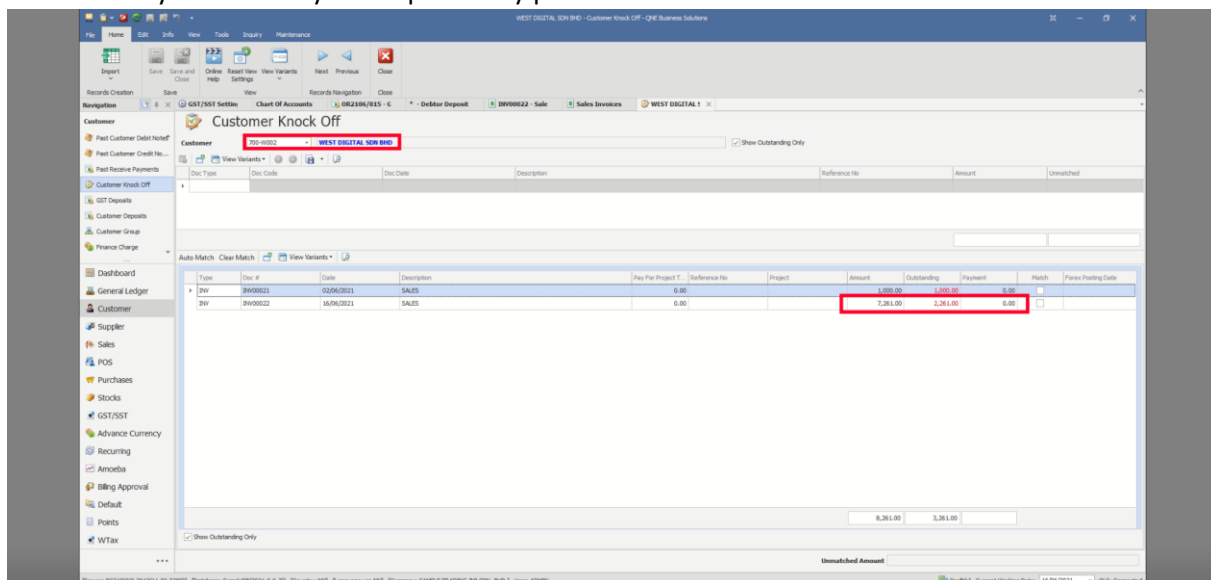 WEST DIGITAL SDN BHD - Customer Knock Off - QNE Business Solutions
File Home Edit Info View Tools Inquiry Maintenance
Import Save Save and Close Online Help Reset View Settings View Variants Next Previous Close
Records Creation Save View Records Navigation Close
Navigation GST/SST Settin Chart Of Accounts OR2106/015 - C * - Debtor Deposit INV00022 - Sale Sales Invoices WEST DIGITAL S
Customer
Customer Knock Off
Past Customer Debit Notes
Customer 700-W002 WEST DIGITAL SDN BHD Show Outstanding Only
Past Customer Credit No...
View Variants
Past Receive Payments
Doc Type Doc Code Doc Date Description Reference No Amount Unmatched
Customer Knock Off
GST Deposits
Customer Deposits
Customer Group
Finance Charge
Auto Match Clear Match View Variants
Dashboard
Type Doc # Date Description Pay For Project T... Reference No Project Amount Outstanding Payment Match Forex Posting Date
General Ledger
INV INV00021 02/06/2021 SALES 0.00 1,000.00 1,000.00 0.00
Customer
INV INV00022 16/06/2021 SALES 0.00 7,261.00 2,261.00 0.00
Supplier
Sales
POS
Purchases
Stocks
GST/SST
Advance Currency
Recurring
Amoeba
Billing Approval
Default
Points
8,261.00 3,261.00
WTax
Show Outstanding Only
...
Unmatched Amount